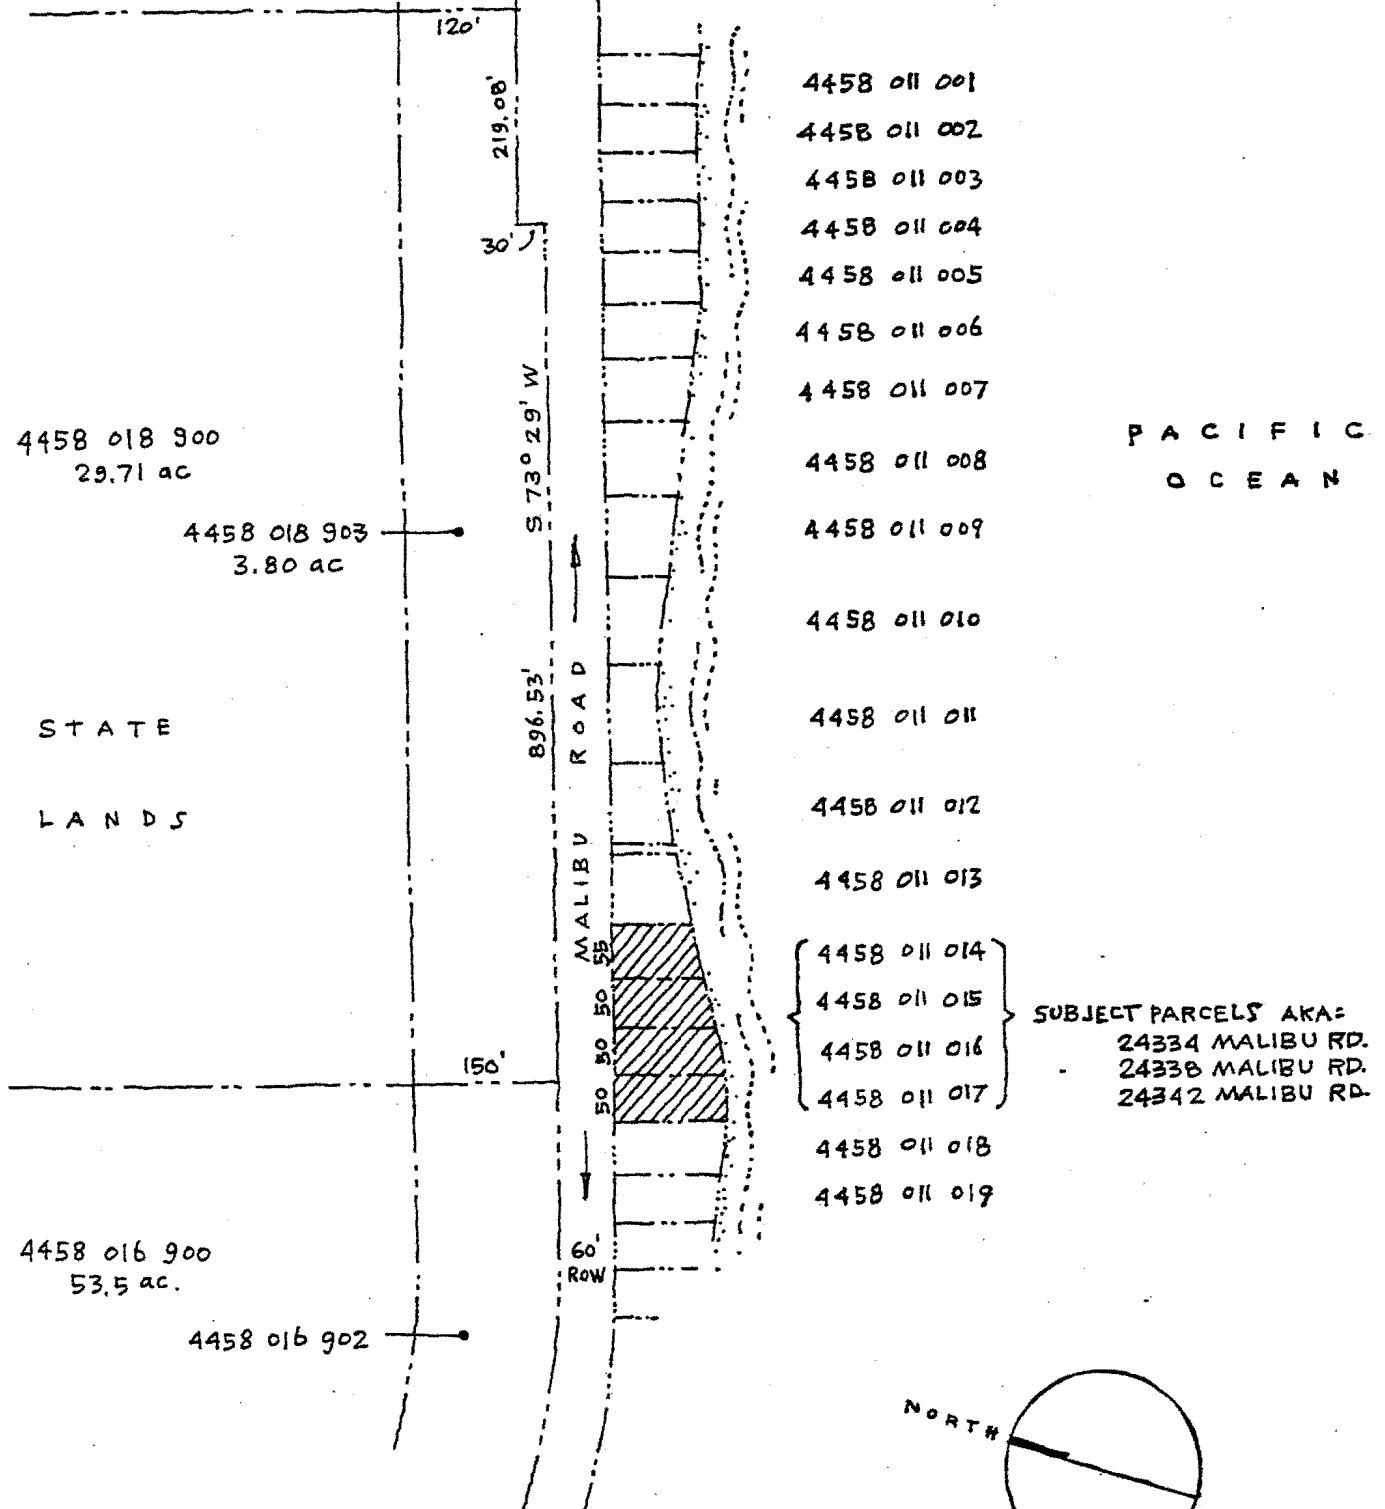 120'
219.08'
30'
S 73° 29' W
896.53'
MALIBU ROAD
4458 018 900
29.71 ac
4458 018 903
3.80 ac
STATE
LANDS
55
50
50
50
150'
60'
ROW
4458 016 900
53.5 ac.
4458 016 902
4458 011 001
4458 011 002
4458 011 003
4458 011 004
4458 011 005
4458 011 006
4458 011 007
4458 011 008
4458 011 009
4458 011 010
4458 011 011
4458 011 012
4458 011 013
4458 011 014
4458 011 015
4458 011 016
4458 011 017
4458 011 018
4458 011 019
PACIFIC
OCEAN
SUBJECT PARCELS AKA:
24334 MALIBU RD.
24338 MALIBU RD.
24342 MALIBU RD.
NORTH